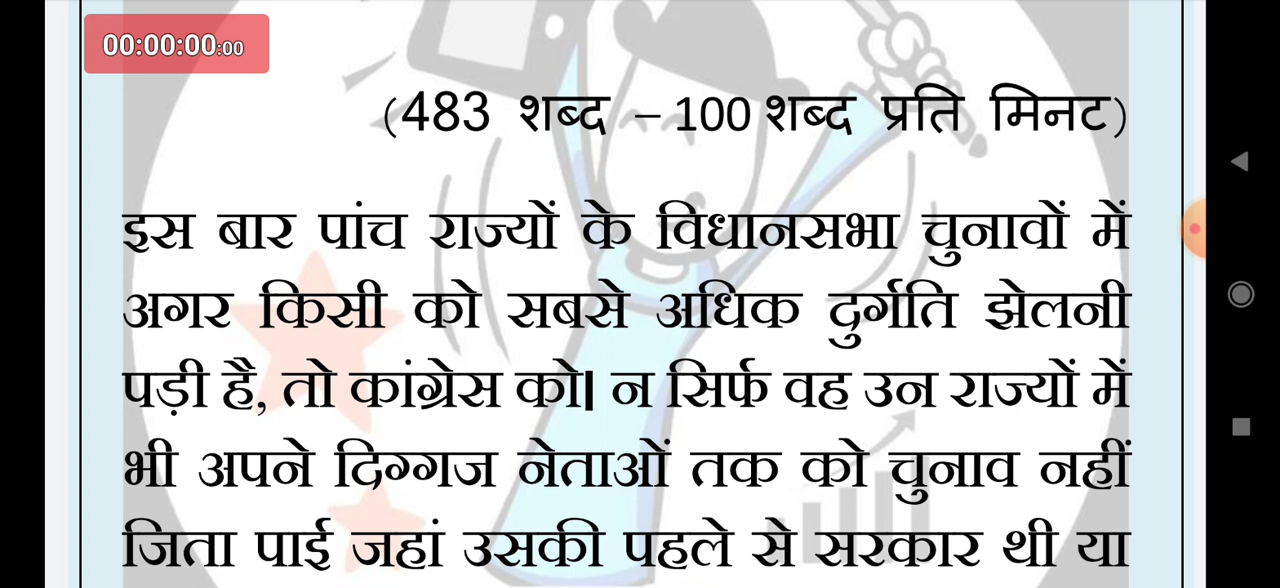 00:00:00:00
(483 शब्द – 100 शब्द प्रति मिनट)
इस बार पांच राज्यों के विधानसभा चुनावों में
अगर किसी को सबसे अधिक दुर्गति झेलनी
पड़ी है, तो कांग्रेस को। न सिर्फ वह उन राज्यों में
भी अपने दिग्गज नेताओं तक को चुनाव नहीं
जिता पाई जहां उसकी पहले से सरकार थी या